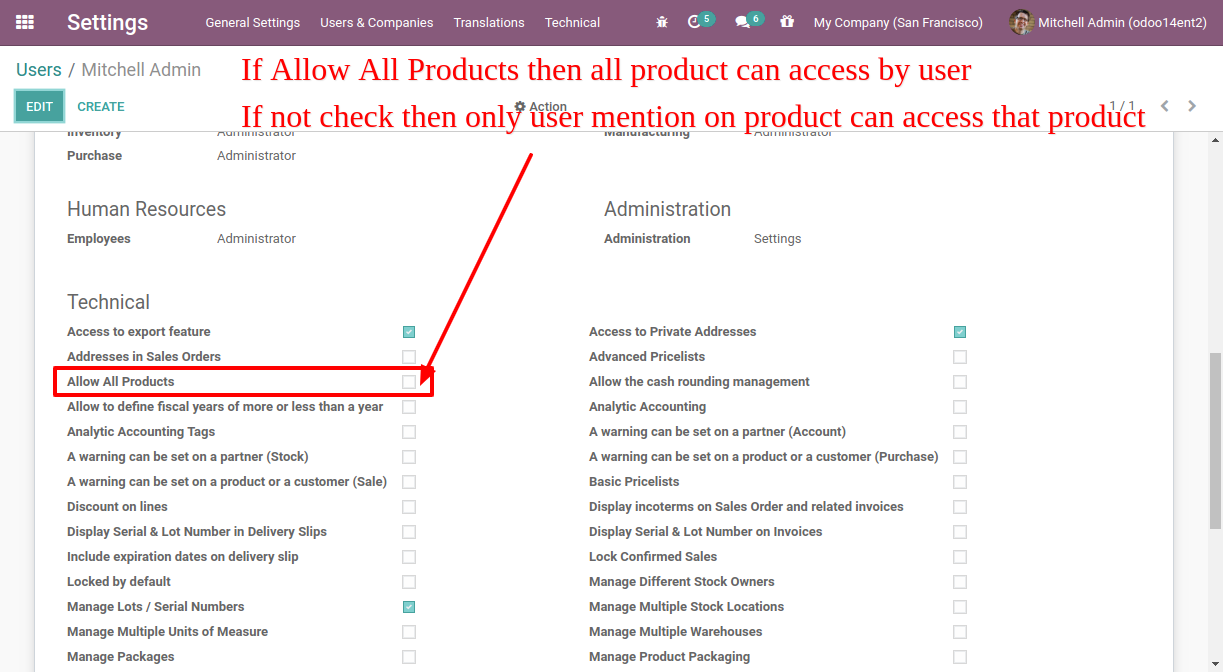 Settings General Settings Users & Companies Translations Technical 5 6 My Company (San Francisco) Mitchell Admin (odoo14ent2)
Users / Mitchell Admin
If Allow All Products then all product can access by user
EDIT CREATE Action 1 / 1
If not check then only user mention on product can access that product
Inventory Administrator Manufacturing Administrator
Purchase Administrator
Human Resources Administration
Employees Administrator Administration Settings
Technical
Access to export feature Access to Private Addresses
Addresses in Sales Orders Advanced Pricelists
Allow All Products Allow the cash rounding management
Allow to define fiscal years of more or less than a year Analytic Accounting
Analytic Accounting Tags A warning can be set on a partner (Account)
A warning can be set on a partner (Stock) A warning can be set on a product or a customer (Purchase)
A warning can be set on a product or a customer (Sale) Basic Pricelists
Discount on lines Display incoterms on Sales Order and related invoices
Display Serial & Lot Number in Delivery Slips Display Serial & Lot Number on Invoices
Include expiration dates on delivery slip Lock Confirmed Sales
Locked by default Manage Different Stock Owners
Manage Lots / Serial Numbers Manage Multiple Stock Locations
Manage Multiple Units of Measure Manage Multiple Warehouses
Manage Packages Manage Product Packaging